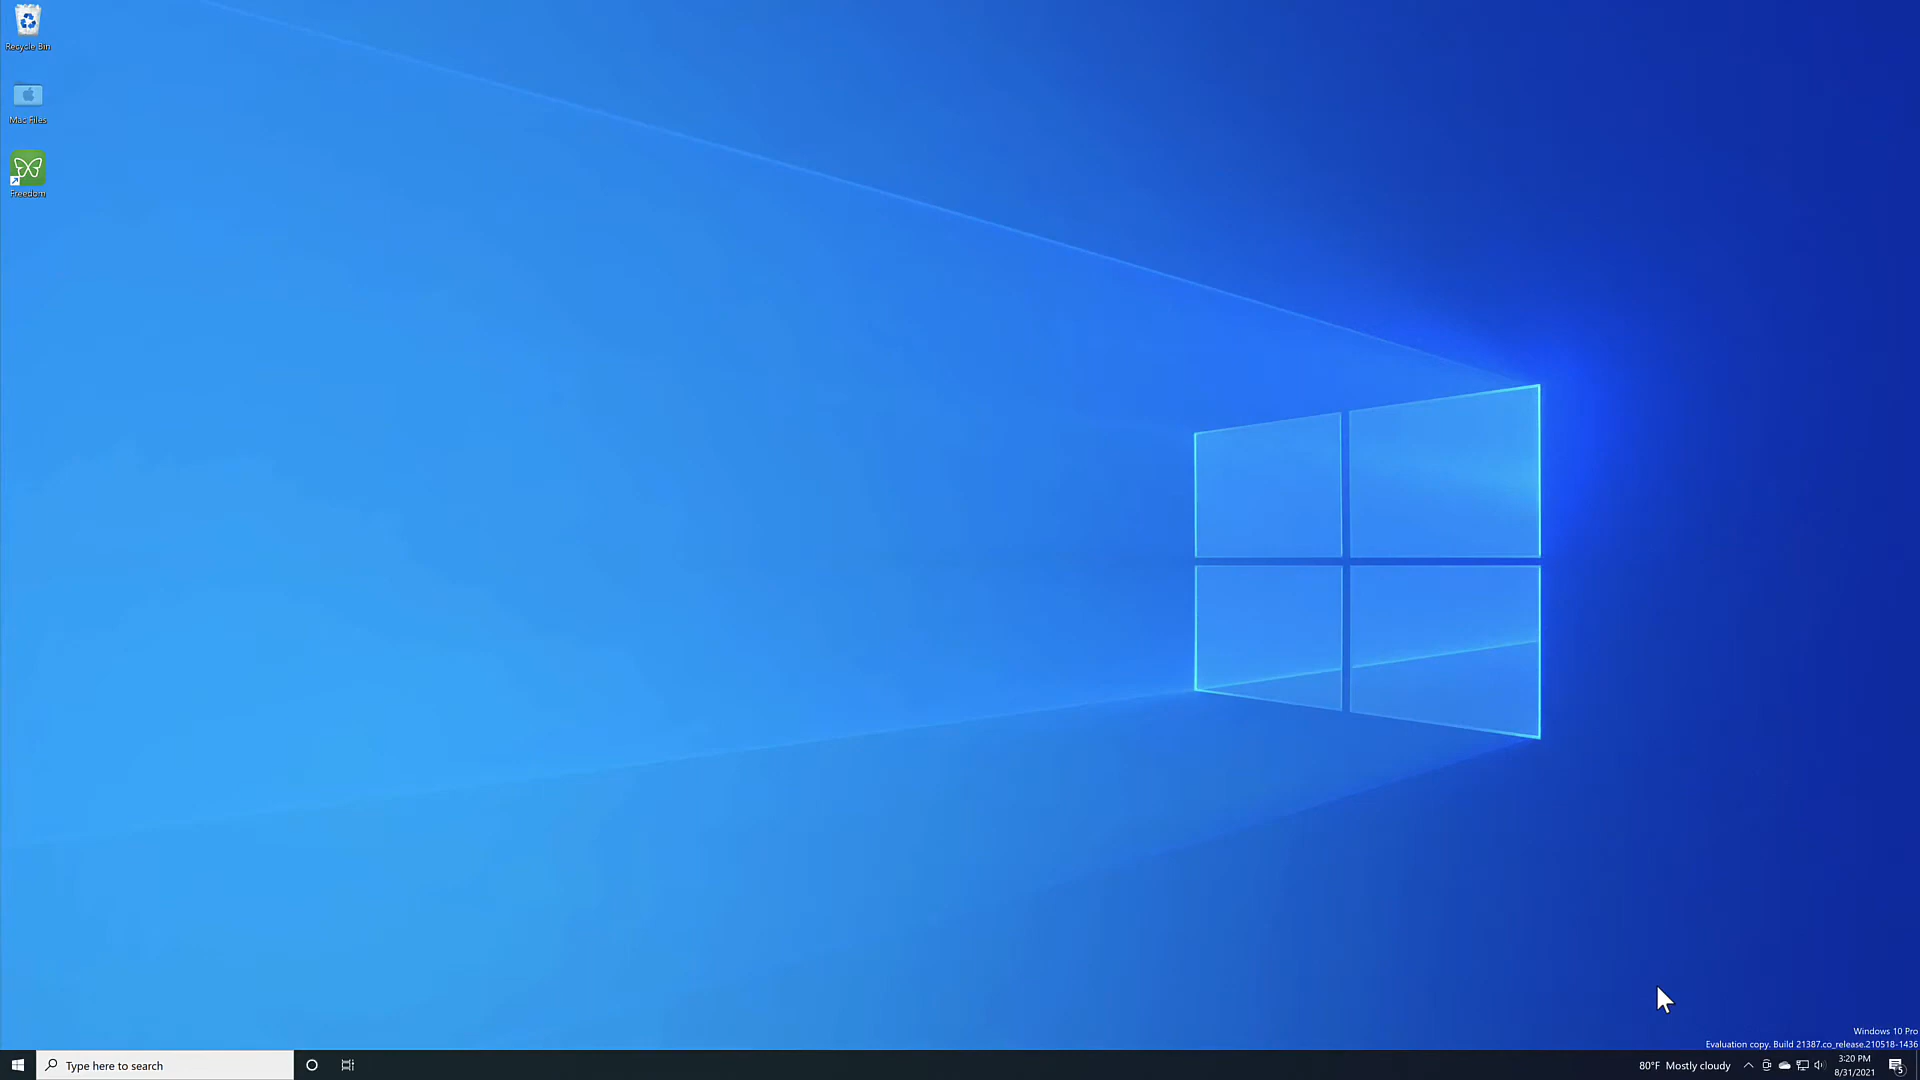 Recycle Bin
Mac Files
Freedom
Windows 10 Pro
Evaluation copy. Build 21387.co_release.210518-1436
Type here to search
80°F Mostly cloudy
3:20 PM
8/31/2021
5